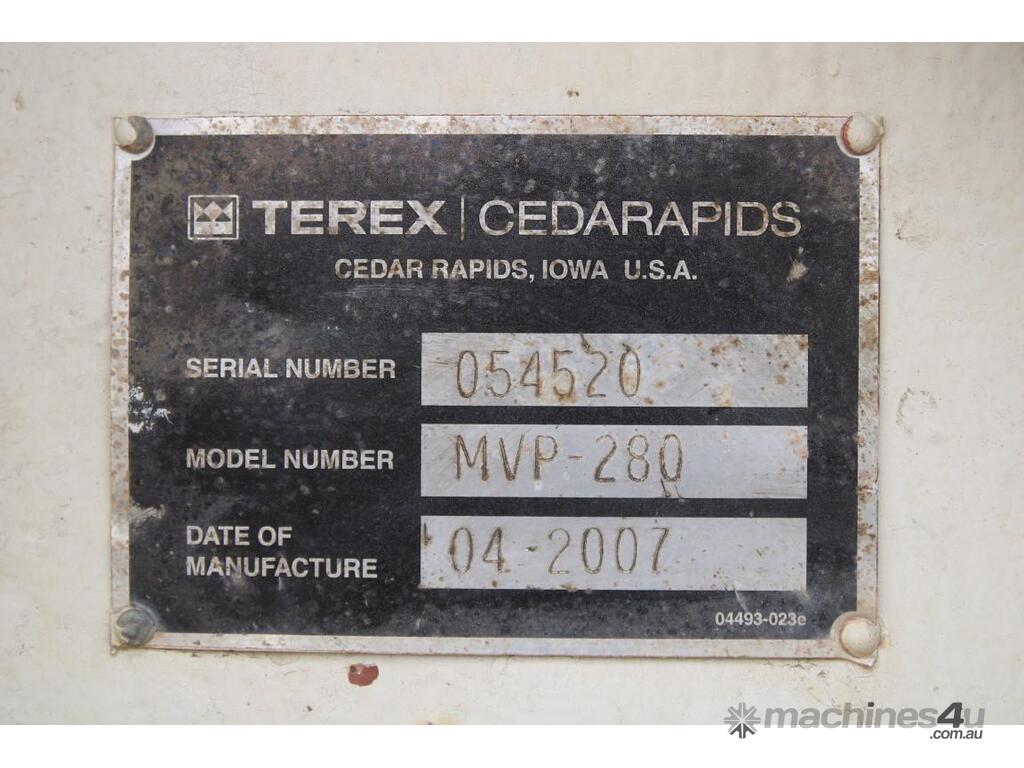 TEREX | CEDARAPIDS
CEDAR RAPIDS, IOWA U.S.A.
SERIAL NUMBER 054520
MODEL NUMBER MVP-280
DATE OF
MANUFACTURE 04-2007
04493-023e
machines4u
.com.au